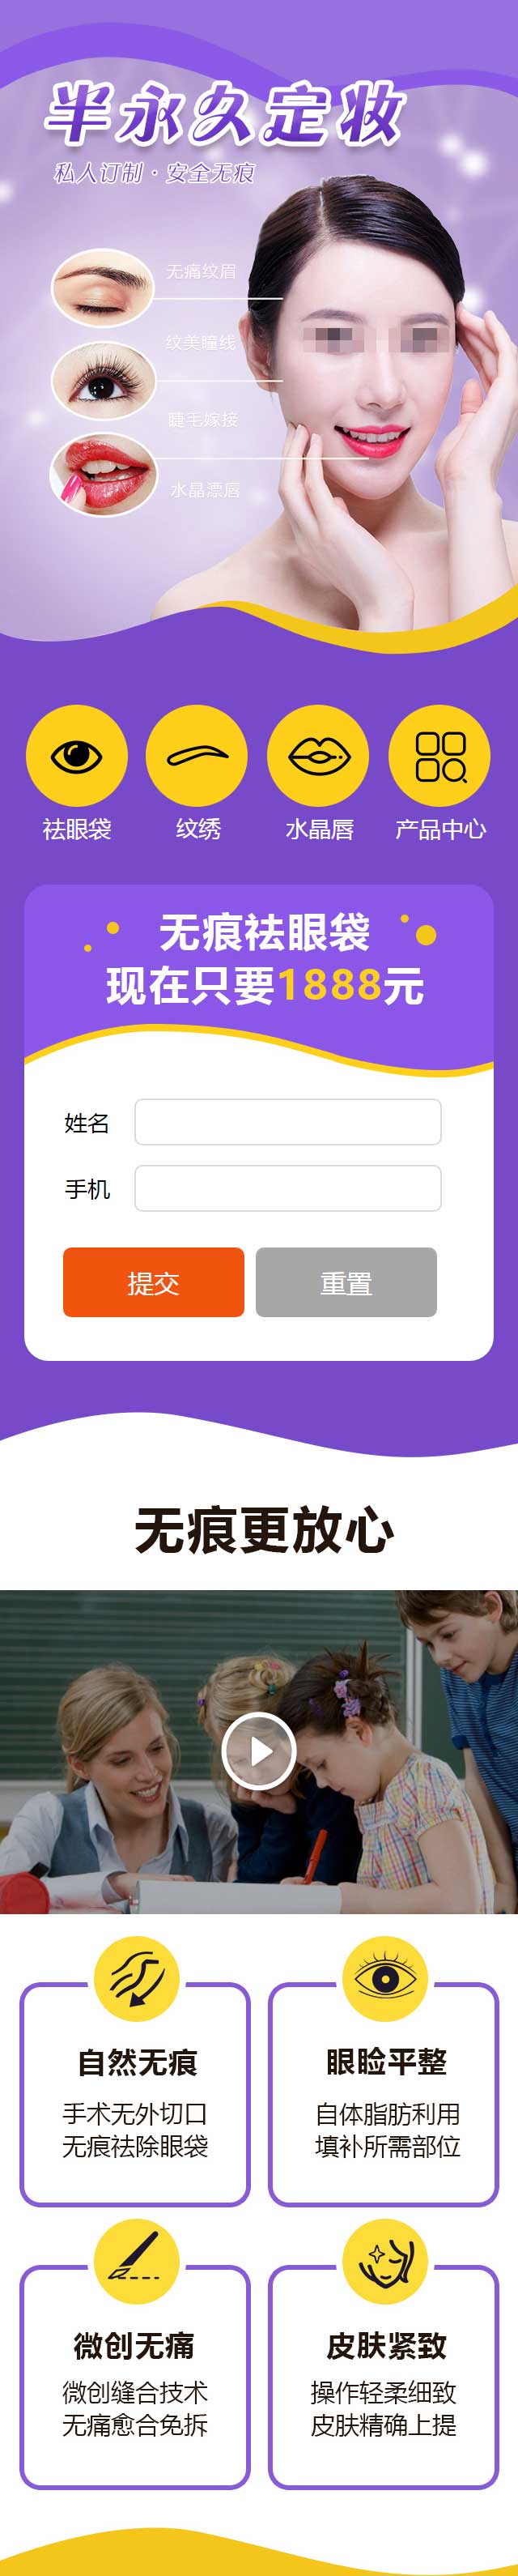 半永久定妆
私人订制·安全无痕
无痛纹眉
纹美瞳线
睫毛嫁接
水晶漂唇
祛眼袋
纹绣
水晶唇
产品中心
无痕祛眼袋
现在只要1888元
姓名
手机
提交
重置
无痕更放心
自然无痕
手术无外切口
无痕祛除眼袋
眼睑平整
自体脂肪利用
填补所需部位
微创无痛
微创缝合技术
无痛愈合免拆
皮肤紧致
操作轻柔细致
皮肤精确上提